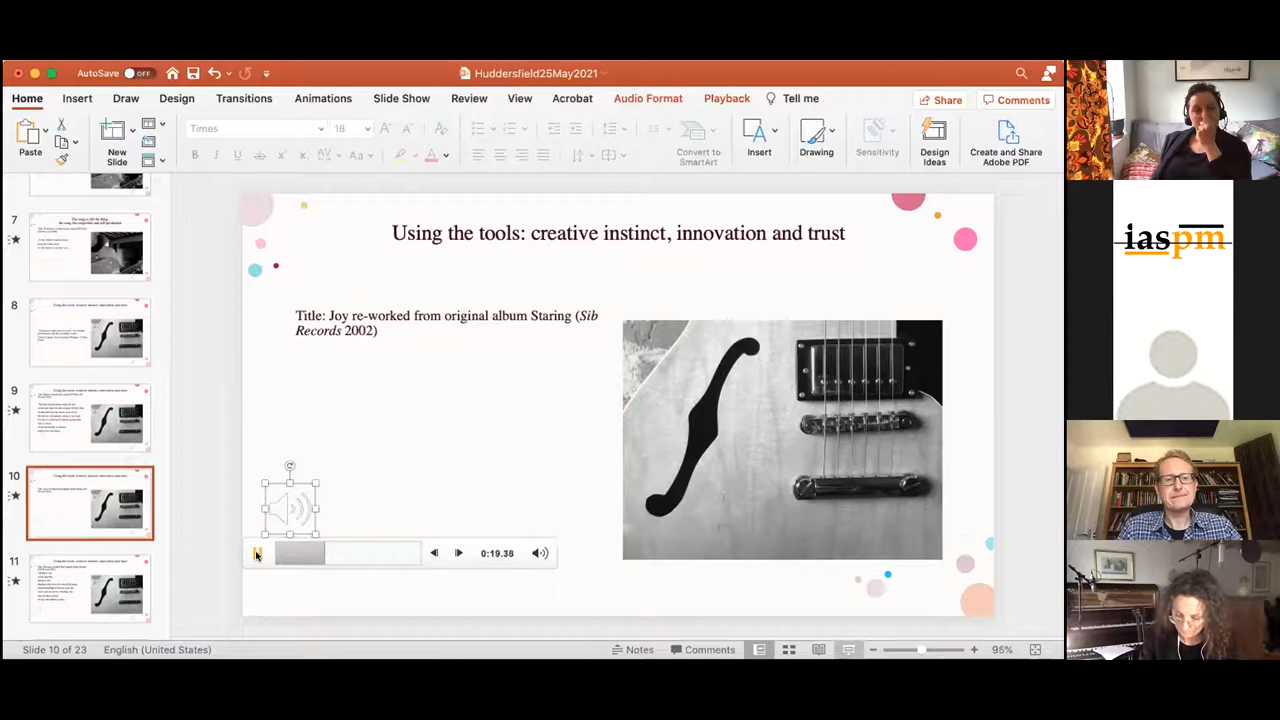 AutoSave OFF
Huddersfield25May2021
Home Insert Draw Design Transitions Animations Slide Show Review View Acrobat Audio Format Playback Tell me
Share Comments
Times 18
Paste
New
Slide
Convert to
SmartArt
Insert
Drawing
Sensitivity
Design
Ideas
Create and Share
Adobe PDF
7
8
9
10
11
Using the tools: creative instinct, innovation and trust
Title: Joy re-worked from original album Staring (Sib
Records 2002)
0:19.38
iaspm
Slide 10 of 23 English (United States)
Notes Comments 95%